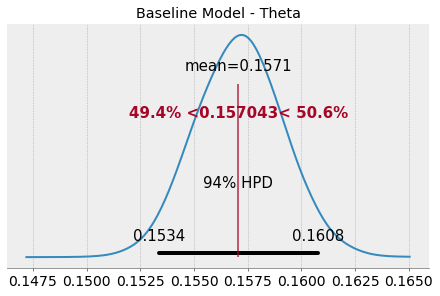 Baseline Model - Theta
mean=0.1571
49.4% <0.157043< 50.6%
94% HPD
0.1534 0.1608
0.1475 0.1500 0.1525 0.1550 0.1575 0.1600 0.1625 0.1650